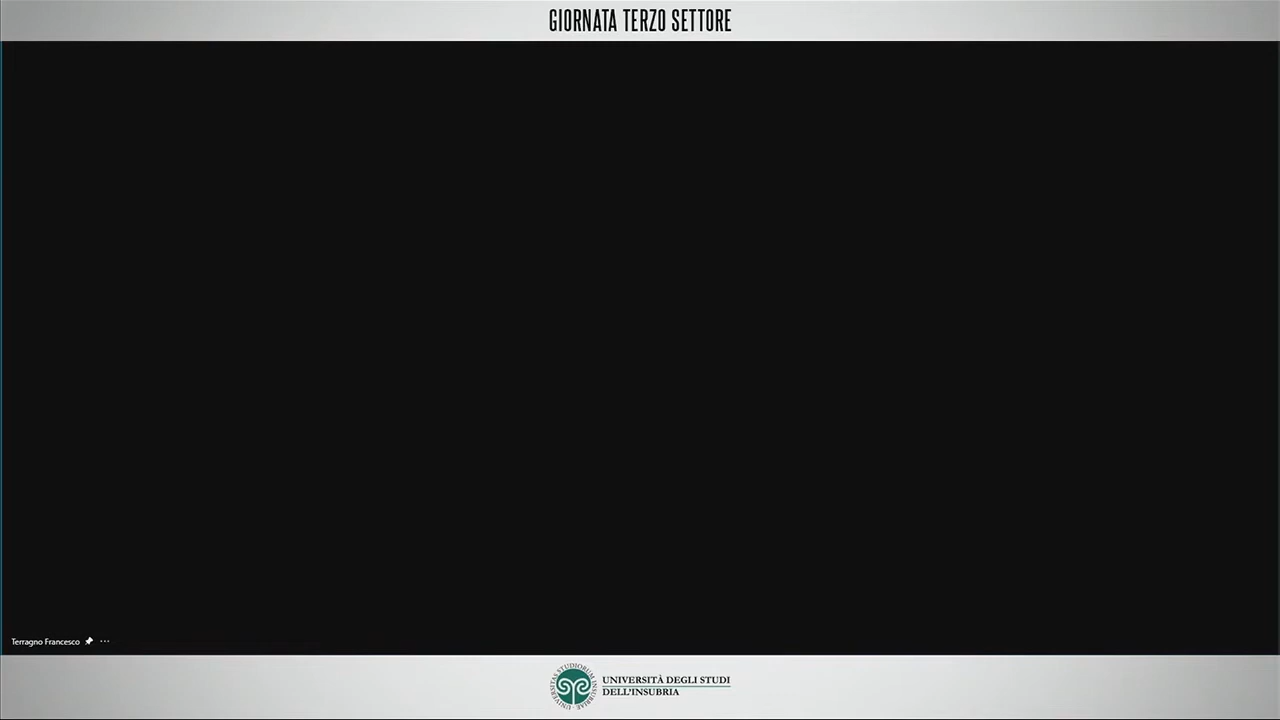 GIORNATA TERZO SETTORE
Terragno Francesco
UNIVERSITÀ DEGLI STUDI
DELL'INSUBRIA